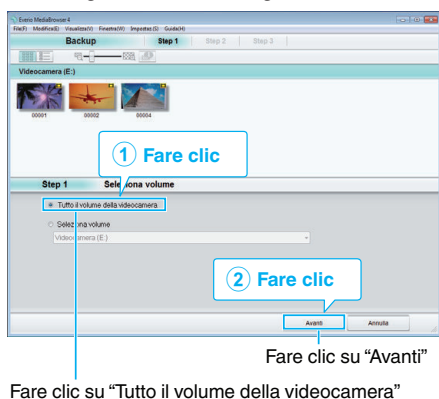 Everio MediaBrowser 4
File(F) Modifica(E) Visualizza(V) Finestra(W) Impostaz.(S) Guida(H)
Backup Step 1 Step 2 Step 3
Videocamera (E:)
00001 00002 00004
1 Fare clic
Step 1 Seleziona volume
Tutto il volume della videocamera
Seleziona volume
Videocamera (E:)
2 Fare clic
Avanti Annulla
Fare clic su “Avanti”
Fare clic su “Tutto il volume della videocamera”